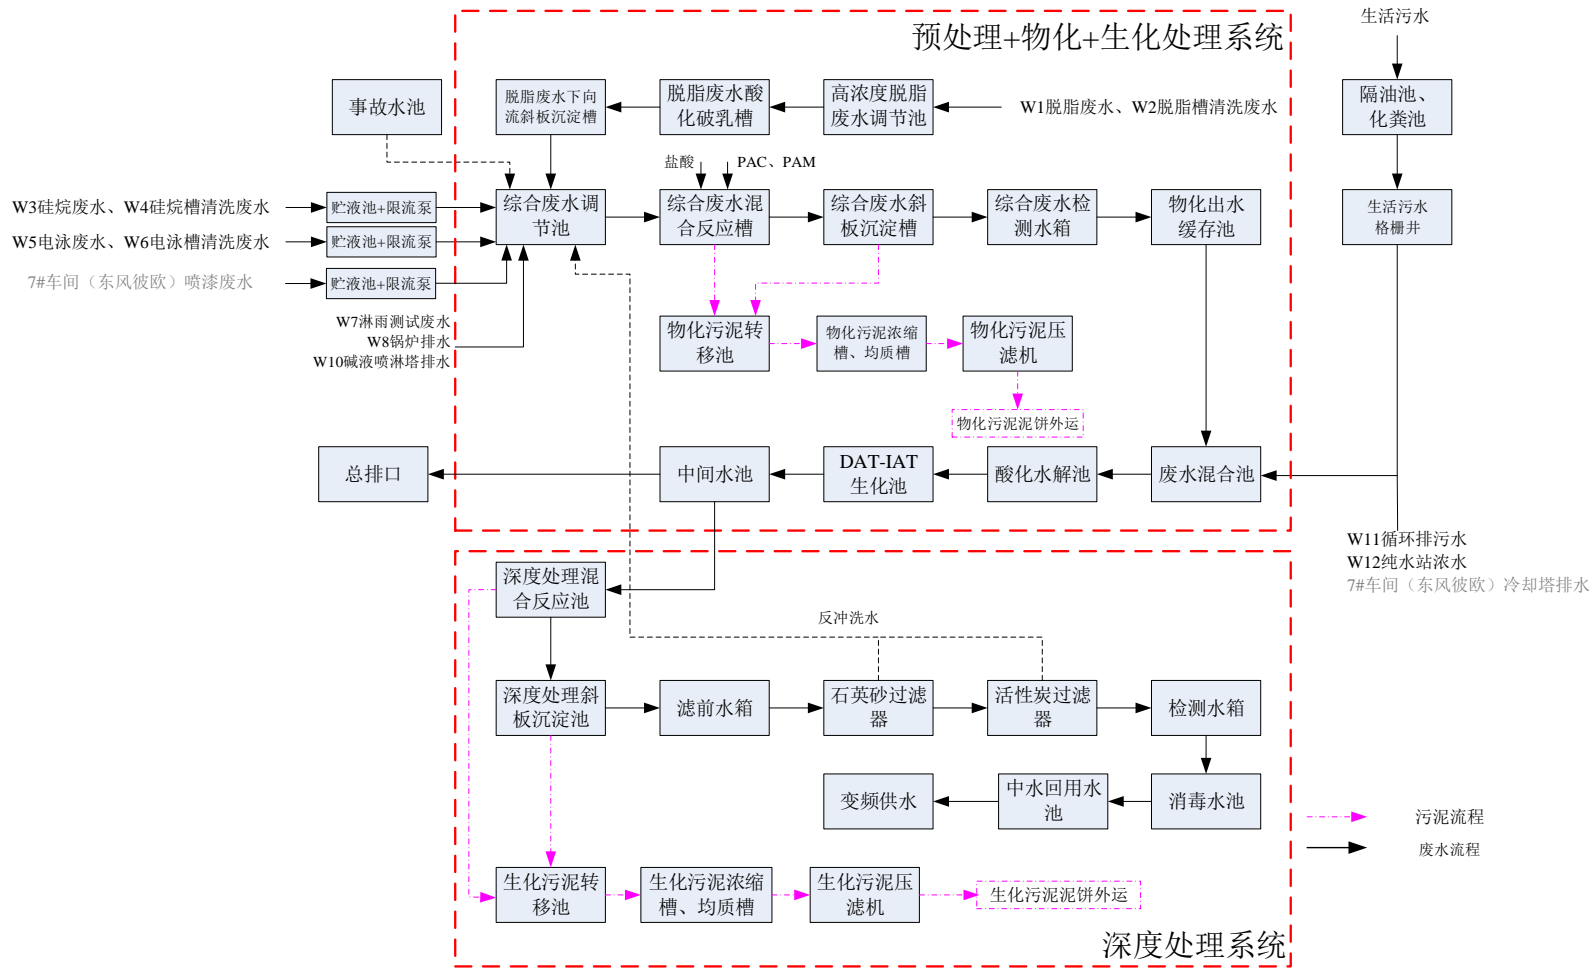 预处理+物化+生化处理系统
生活污水
事故水池
脱脂废水下向
流斜板沉淀槽
脱脂废水酸
化破乳槽
高浓度脱脂
废水调节池
W1脱脂废水、W2脱脂槽清洗废水
隔油池、
化粪池
盐酸
PAC、PAM
W3硅烷废水、W4硅烷槽清洗废水
贮液池+限流泵
W5电泳废水、W6电泳槽清洗废水
贮液池+限流泵
7#车间（东风彼欧）喷漆废水
贮液池+限流泵
综合废水调
节池
综合废水混
合反应槽
综合废水斜
板沉淀槽
综合废水检
测水箱
物化出水
缓存池
生活污水
格栅井
W7淋雨测试废水
W8锅炉排水
W10碱液喷淋塔排水
物化污泥转
移池
物化污泥浓缩
槽、均质槽
物化污泥压
滤机
物化污泥泥饼外运
总排口
中间水池
DAT-IAT
生化池
酸化水解池
废水混合池
W11循环排污水
W12纯水站浓水
7#车间（东风彼欧）冷却塔排水
深度处理混
合反应池
反冲洗水
深度处理斜
板沉淀池
滤前水箱
石英砂过滤
器
活性炭过滤
器
检测水箱
变频供水
中水回用水
池
消毒水池
污泥流程
废水流程
生化污泥转
移池
生化污泥浓缩
槽、均质槽
生化污泥压
滤机
生化污泥泥饼外运
深度处理系统